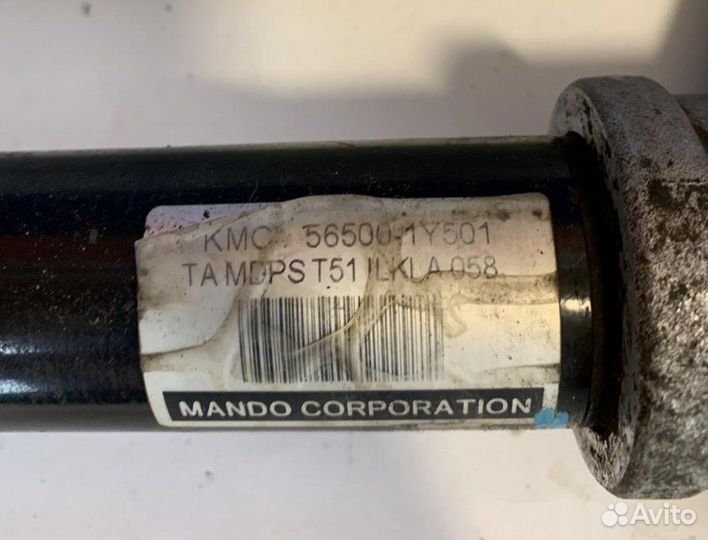 KMC 56500-1Y501
TA MDPS T51 ILKLA 058
MANDO CORPORATION
Avito